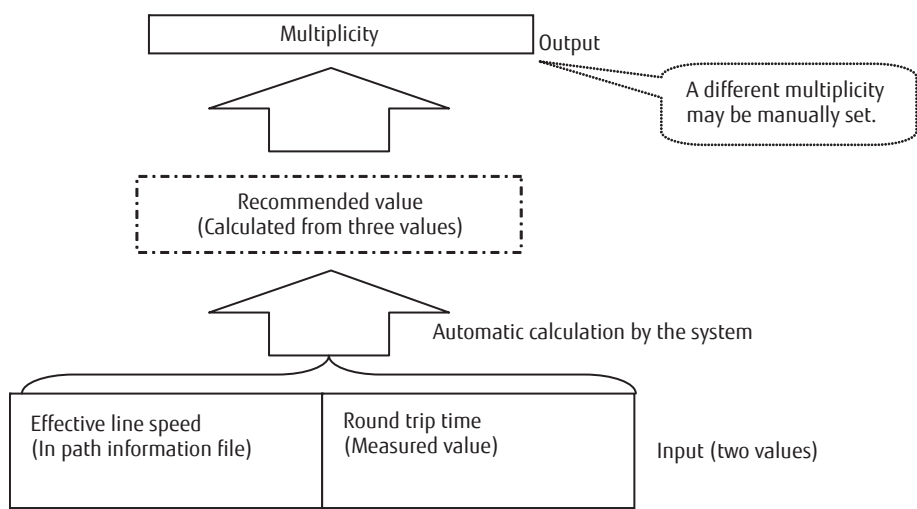 Multiplicity
Output
A different multiplicity
may be manually set.
Recommended value
(Calculated from three values)
Automatic calculation by the system
Effective line speed
(In path information file)
Round trip time
(Measured value)
Input (two values)